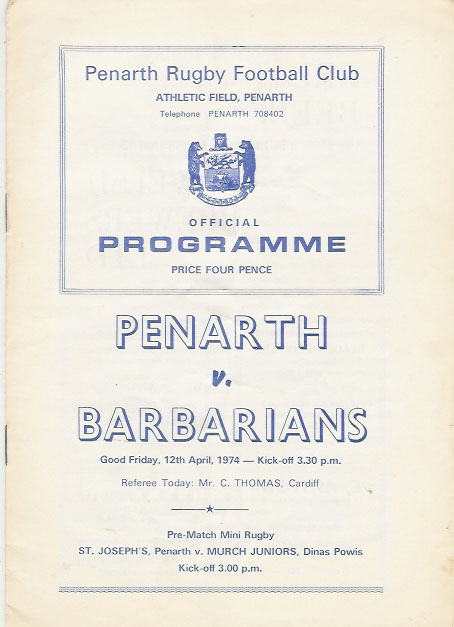 Penarth Rugby Football Club
ATHLETIC FIELD, PENARTH
Telephone PENARTH 708402
OFFICIAL
PROGRAMME
PRICE FOUR PENCE
PENARTH
v.
BARBARIANS
Good Friday, 12th April, 1974 — Kick-off 3.30 p.m.
Referee Today: Mr. C. THOMAS, Cardiff
Pre-Match Mini Rugby
ST. JOSEPH'S, Penarth v. MURCH JUNIORS, Dinas Powis
Kick-off 3.00 p.m.